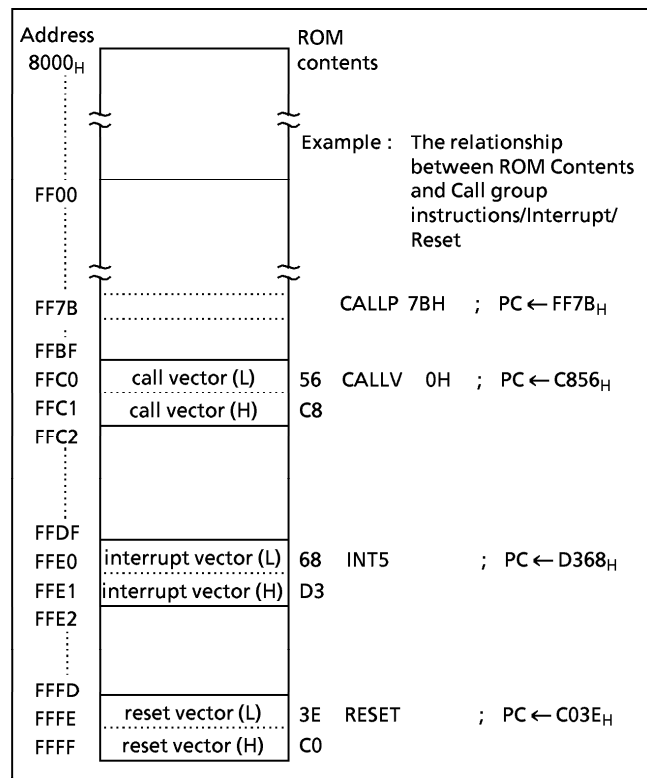 Address ROM
8000H contents
Example : The relationship
between ROM Contents
and Call group
instructions/Interrupt/
Reset
FF00
FF7B CALLP 7BH ; PC ← FF7BH
FFBF
FFC0 call vector (L) 56 CALLV 0H ; PC ← C856H
FFC1 call vector (H) C8
FFC2
FFDF
FFE0 interrupt vector (L) 68 INT5 ; PC ← D368H
FFE1 interrupt vector (H) D3
FFE2
FFFD
FFFE reset vector (L) 3E RESET ; PC ← C03EH
FFFF reset vector (H) C0